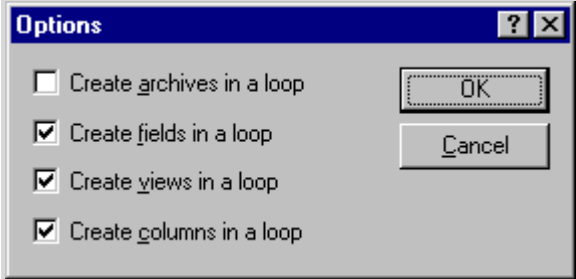 Options
Create archives in a loop
OK
Create fields in a loop
Cancel
Create views in a loop
Create columns in a loop